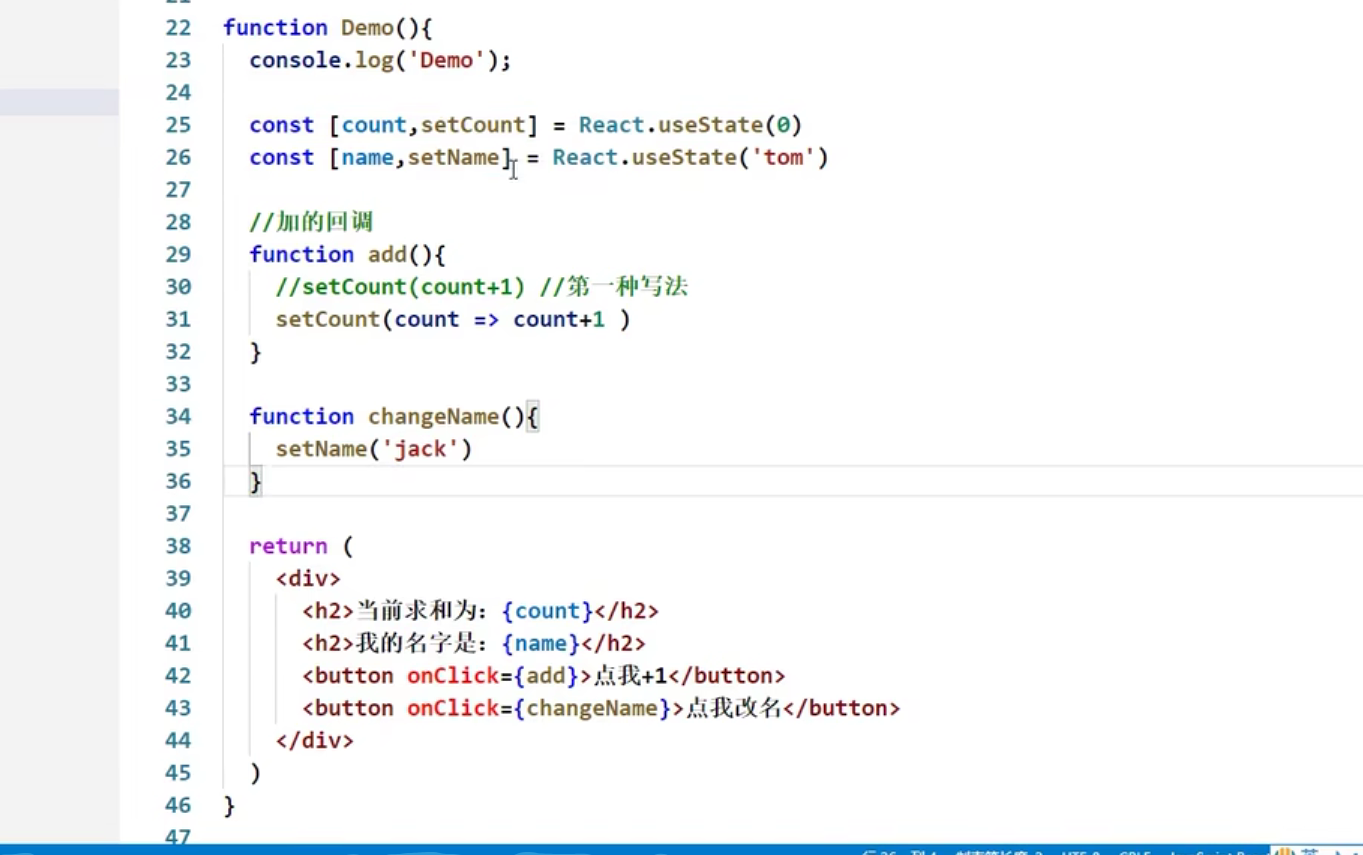 22 function Demo(){
23 console.log('Demo');
24
25 const [count,setCount] = React.useState(0)
26 const [name,setName] = React.useState('tom')
27
28 //加的回调
29 function add(){
30 //setCount(count+1) //第一种写法
31 setCount(count => count+1 )
32 }
33
34 function changeName(){
35 setName('jack')
36 }
37
38 return (
39 <div>
40 <h2>当前求和为：{count}</h2>
41 <h2>我的名字是：{name}</h2>
42 <button onClick={add}>点我+1</button>
43 <button onClick={changeName}>点我改名</button>
44 </div>
45 )
46 }
47